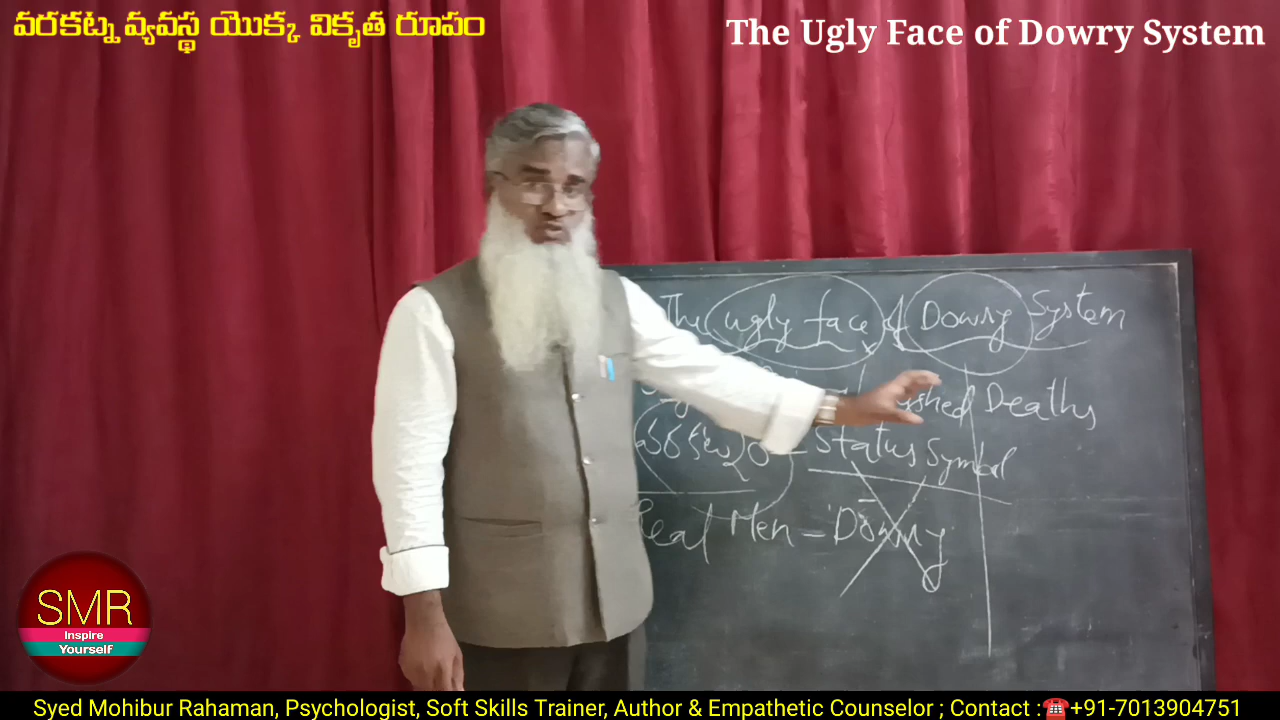 వరకట్న వ్యవస్థ యొక్క వికృత రూపం
The Ugly Face of Dowry System
The ugly face of Dowry System
Deaths
Status Symbol
Men - Dowry
SMR
Inspire
Yourself
Syed Mohibur Rahaman, Psychologist, Soft Skills Trainer, Author & Empathetic Counselor ; Contact :☎+91-7013904751